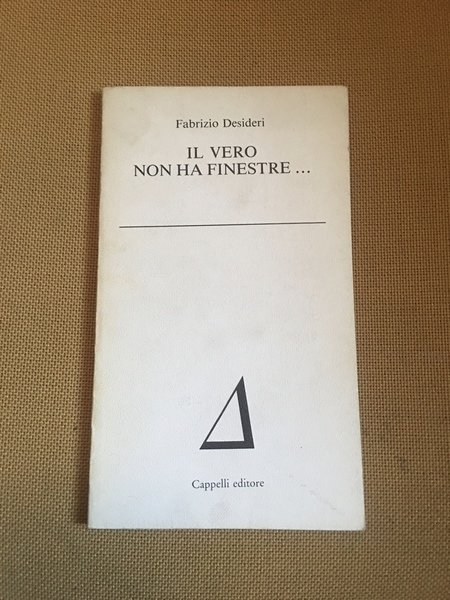 Fabrizio Desideri
IL VERO
NON HA FINESTRE ...
Cappelli editore